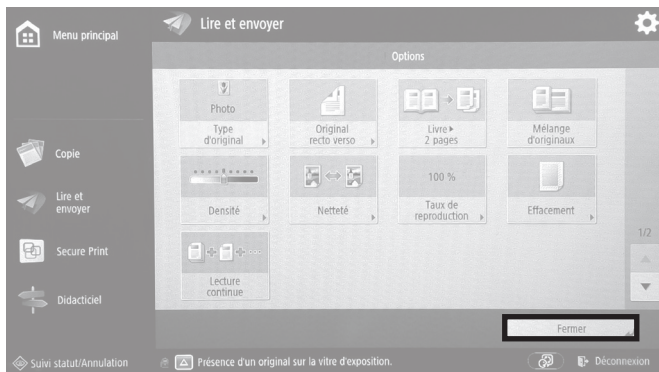 Menu principal
Lire et envoyer
Options
Photo
Type
d'original
Original
recto verso
Livre
2 pages
Mélange
d'originaux
Densité
Netteté
100 %
Taux de
reproduction
Effacement
Lecture
continue
1/2
Copie
Lire et
envoyer
Secure Print
Didacticiel
Fermer
Suivi statut/Annulation
Présence d'un original sur la vitre d'exposition.
Déconnexion